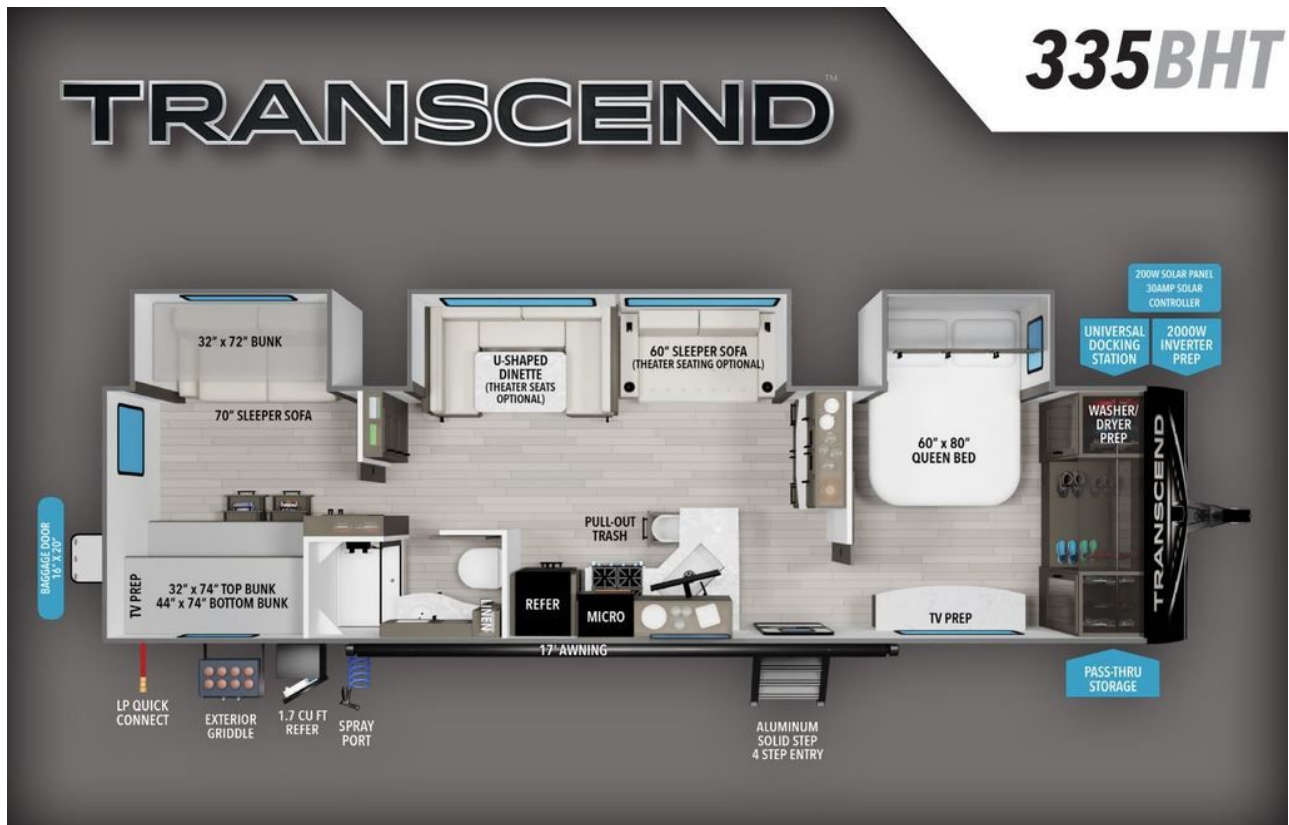 335BHT
TRANSCEND™
200W SOLAR PANEL
30AMP SOLAR
CONTROLLER
UNIVERSAL
DOCKING
STATION
2000W
INVERTER
PREP
32" x 72" BUNK
70" SLEEPER SOFA
U-SHAPED
DINETTE
(THEATER SEATS
OPTIONAL)
60" SLEEPER SOFA
(THEATER SEATING OPTIONAL)
60" x 80"
QUEEN BED
WASHER/
DRYER
PREP
TRANSCEND
BAGGAGE DOOR
16" X 20"
TV PREP
32" x 74" TOP BUNK
44" x 74" BOTTOM BUNK
PULL-OUT
TRASH
LINEN
REFER
MICRO
TV PREP
17' AWNING
PASS-THRU
STORAGE
LP QUICK
CONNECT
EXTERIOR
GRIDDLE
1.7 CU FT
REFER
SPRAY
PORT
ALUMINUM
SOLID STEP
4 STEP ENTRY